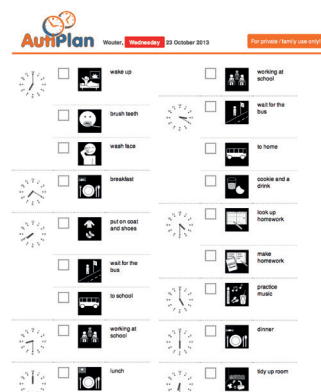 AutiPlan
Wouter, Wednesday 23 October 2013
For private / family use only!
wake up
brush teeth
wash face
breakfast
put on coat
and shoes
wait for the
bus
to school
working at
school
lunch
working at
school
wait for the
bus
to home
cookie and a
drink
look up
homework
make
homework
practice
music
dinner
tidy up room